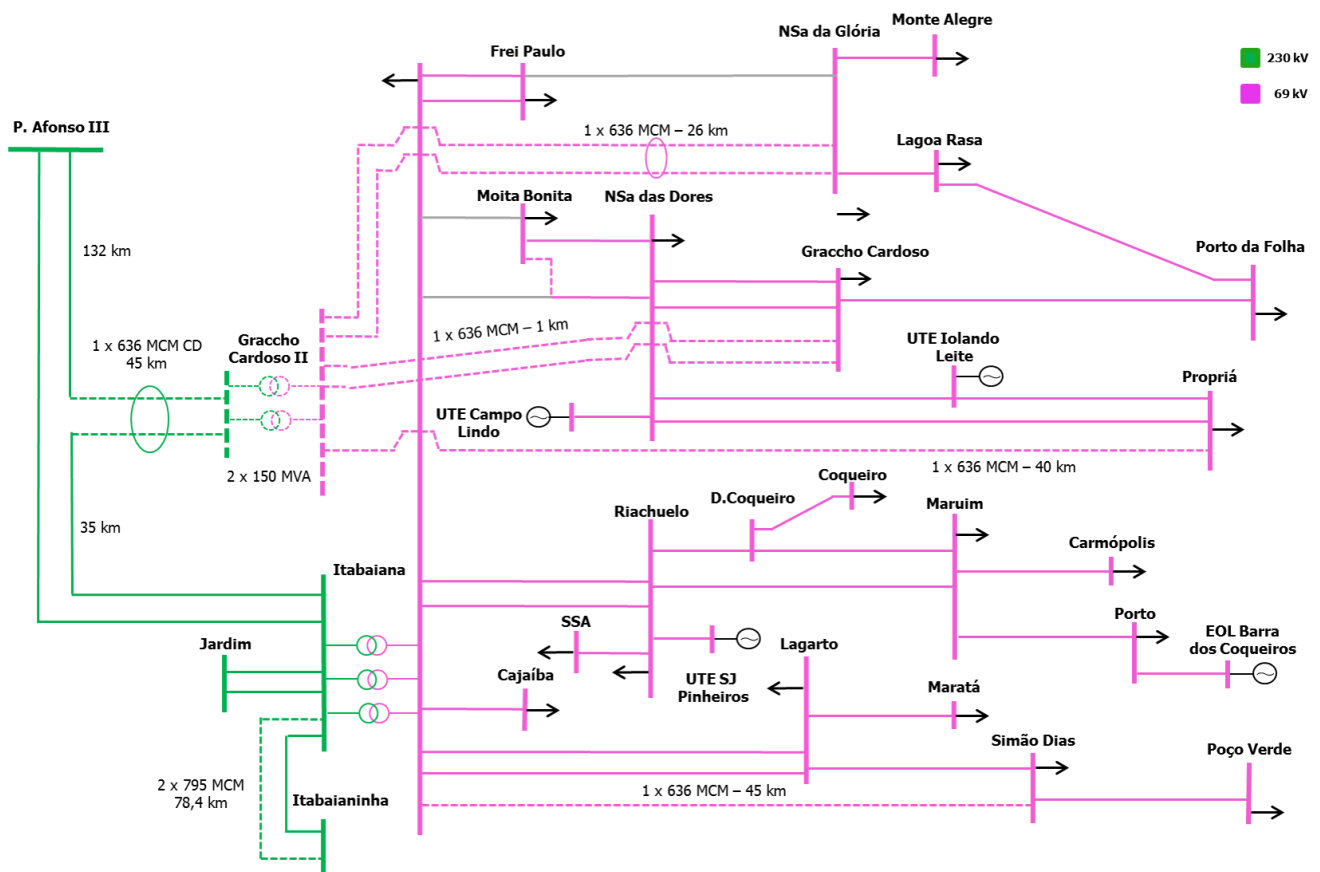 Monte Alegre
NSa da Glória
Frei Paulo
230 kV
69 kV
P. Afonso III
1 x 636 MCM – 26 km
Lagoa Rasa
Moita Bonita
NSa das Dores
132 km
Graccho Cardoso
Porto da Folha
1 x 636 MCM – 1 km
Graccho
Cardoso II
1 x 636 MCM CD
45 km
UTE Iolando
Leite
Propriá
UTE Campo
Lindo
2 x 150 MVA
1 x 636 MCM – 40 km
Coqueiro
D.Coqueiro
Maruim
Riachuelo
35 km
Carmópolis
Itabaiana
SSA
Porto
EOL Barra
dos Coqueiros
Jardim
Lagarto
Cajaíba
UTE SJ
Pinheiros
Maratá
Simão Dias
Poço Verde
2 x 795 MCM
78,4 km
Itabaianinha
1 x 636 MCM – 45 km